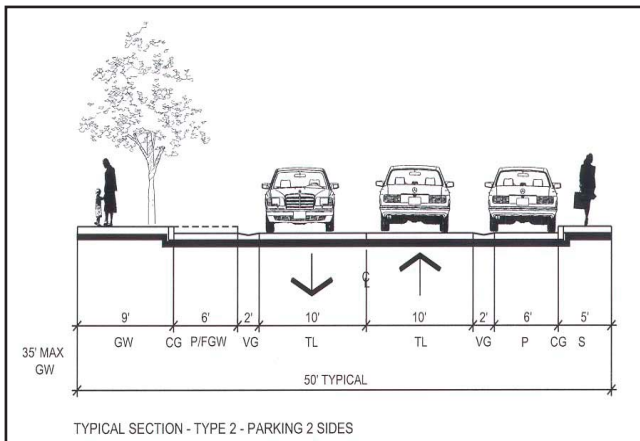 ℄
9' 6' 2' 10' 10' 2' 6' 5'
GW CG P/FGW VG TL TL VG P CG S
35' MAX
GW
50' TYPICAL
TYPICAL SECTION - TYPE 2 - PARKING 2 SIDES